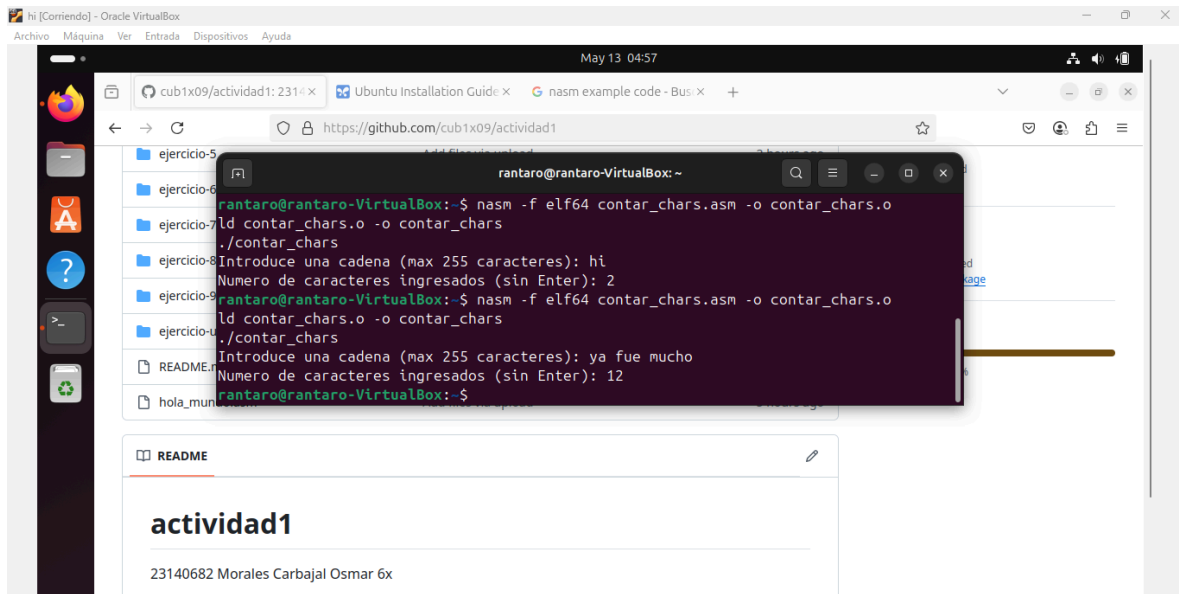 hi [Corriendo] - Oracle VirtualBox
Archivo Máquina Ver Entrada Dispositivos Ayuda
May 13 04:57
cub1x09/actividad1: 2314
Ubuntu Installation Guide
nasm example code - Bus
https://github.com/cub1x09/actividad1
ejercicio-5
ejercicio-6
ejercicio-7
ejercicio-8
ejercicio-9
ejercicio-u
README.r
hola_mun
rantaro@rantaro-VirtualBox: ~
rantaro@rantaro-VirtualBox:~$ nasm -f elf64 contar_chars.asm -o contar_chars.o
ld contar_chars.o -o contar_chars
./contar_chars
Introduce una cadena (max 255 caracteres): hi
Numero de caracteres ingresados (sin Enter): 2
rantaro@rantaro-VirtualBox:~$ nasm -f elf64 contar_chars.asm -o contar_chars.o
ld contar_chars.o -o contar_chars
./contar_chars
Introduce una cadena (max 255 caracteres): ya fue mucho
Numero de caracteres ingresados (sin Enter): 12
rantaro@rantaro-VirtualBox:~$
README
actividad1
23140682 Morales Carbajal Osmar 6x